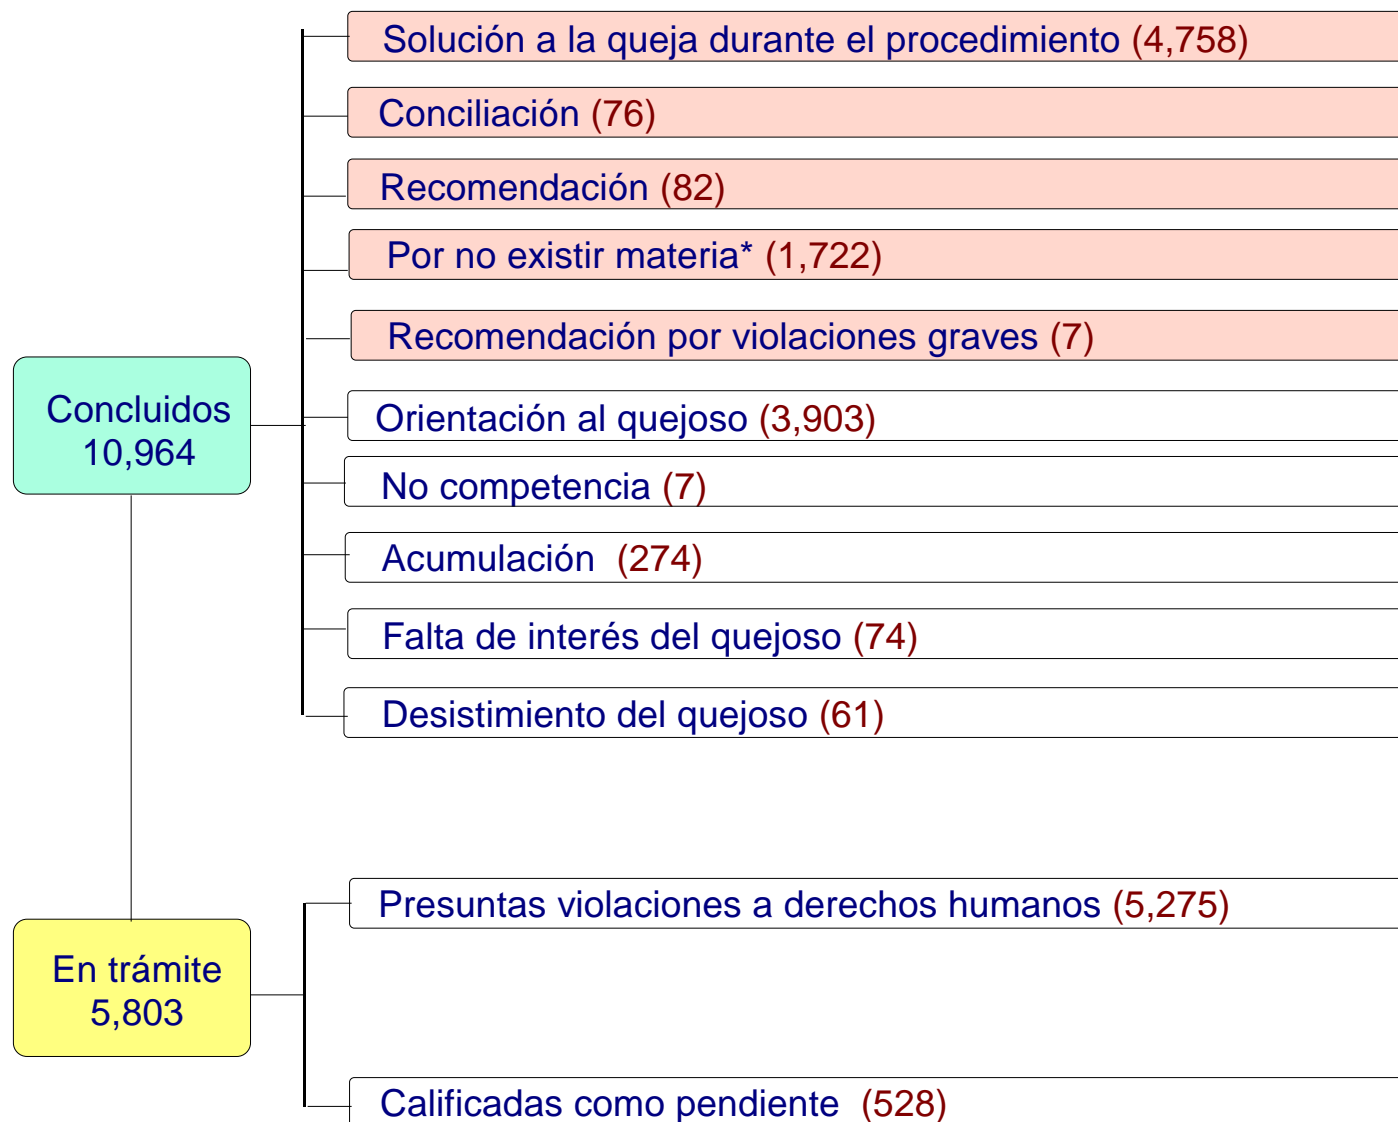 Solución a la queja durante el procedimiento (4,758)
Conciliación (76)
Recomendación (82)
Por no existir materia* (1,722)
Recomendación por violaciones graves (7)
Concluidos
10,964
Orientación al quejoso (3,903)
No competencia (7)
Acumulación (274)
Falta de interés del quejoso (74)
Desistimiento del quejoso (61)
Presuntas violaciones a derechos humanos (5,275)
En trámite
5,803
Calificadas como pendiente (528)